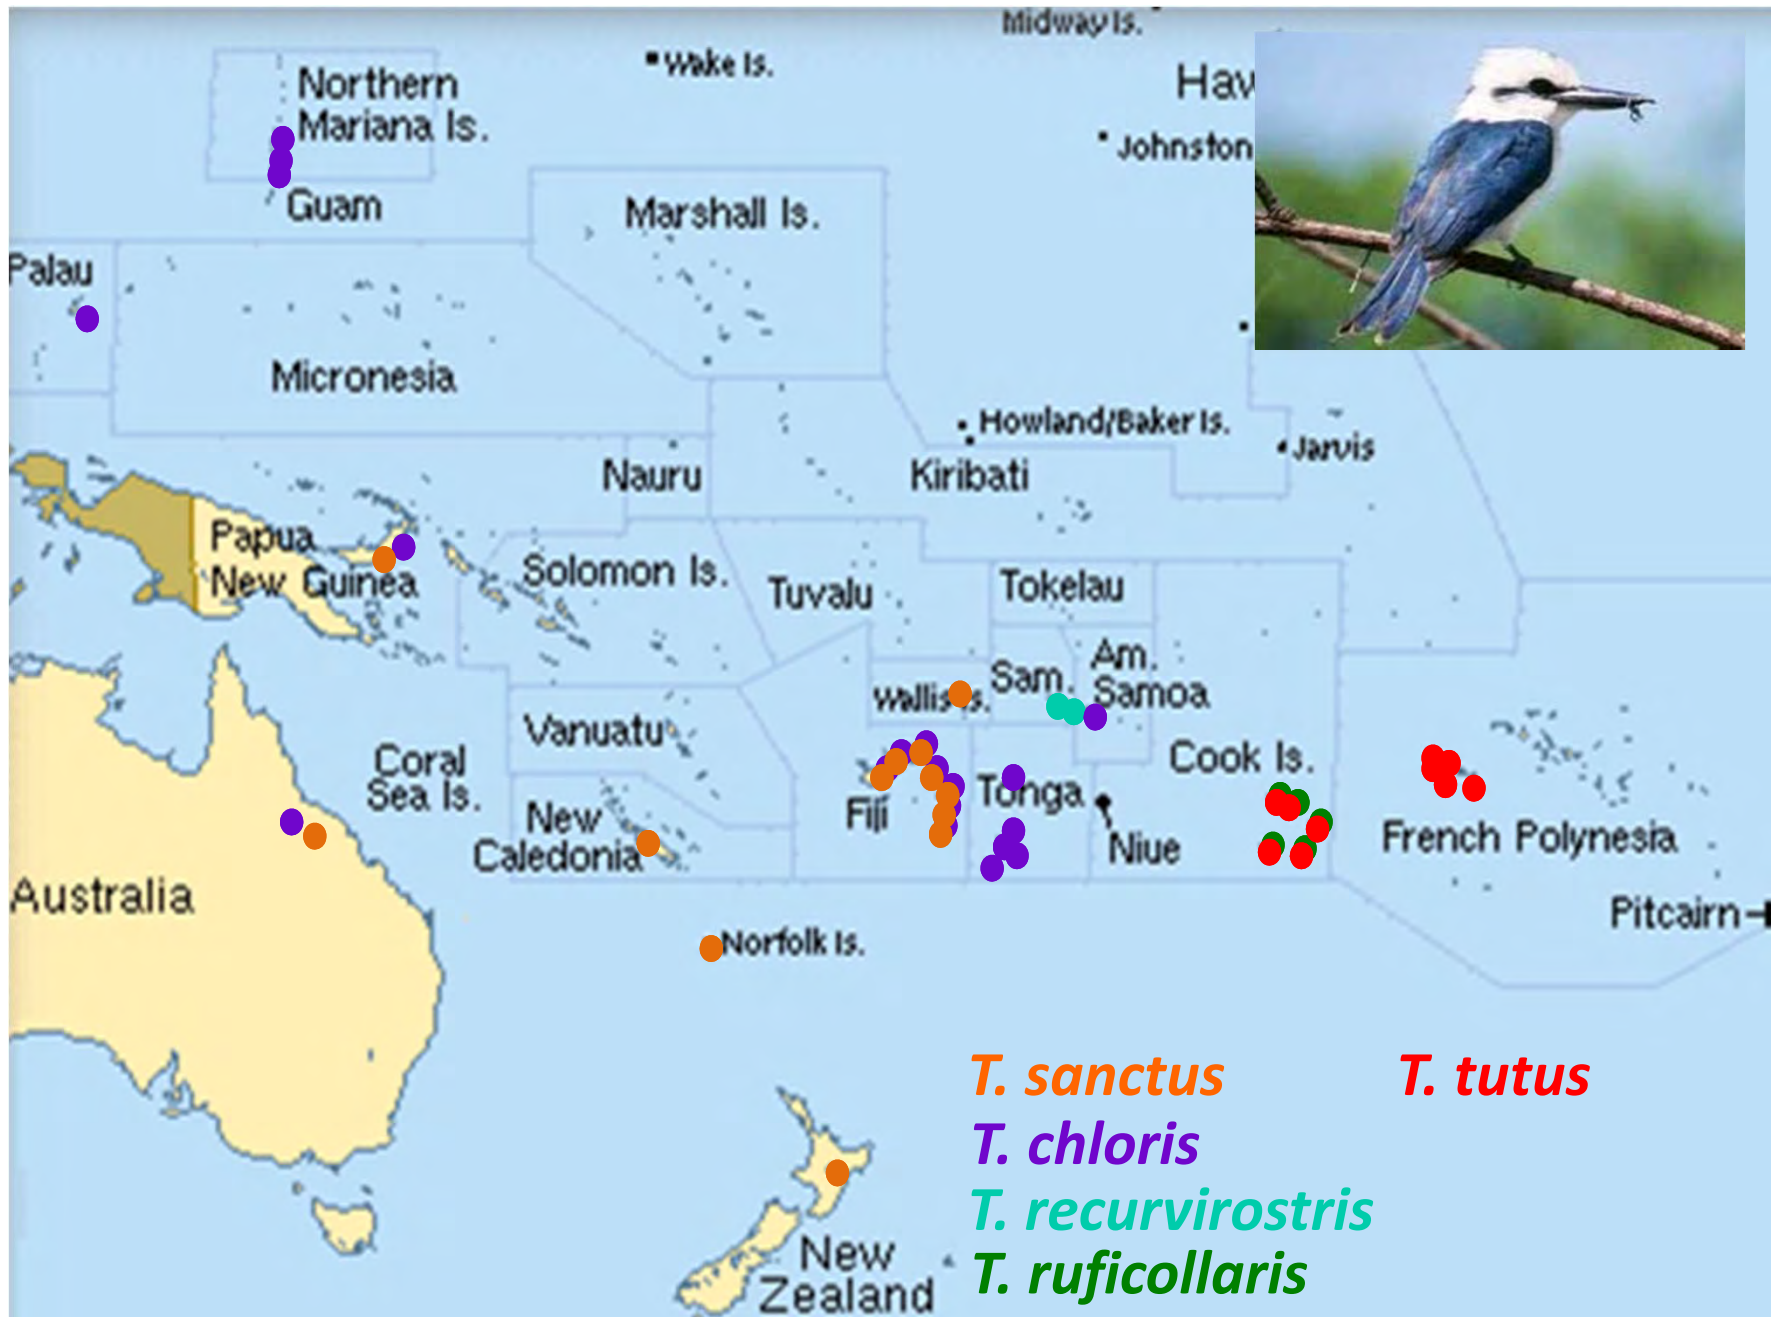 Midway Is.
Wake Is.
Northern
Mariana Is.
Haw
Johnston
Guam
Marshall Is.
Palau
Micronesia
Howland/Baker Is.
Jarvis
Nauru
Kiribati
Papua
New Guinea
Solomon Is.
Tuvalu
Tokelau
Am.
Samoa
Sam.
Wallis Is.
Vanuatu
Coral
Sea Is.
Cook Is.
Fiji
Tonga
New
Caledonia
Niue
French Polynesia
Australia
Pitcairn
Norfolk Is.
T. sanctus
T. tutus
T. chloris
T. recurvirostris
T. ruficollaris
New
Zealand